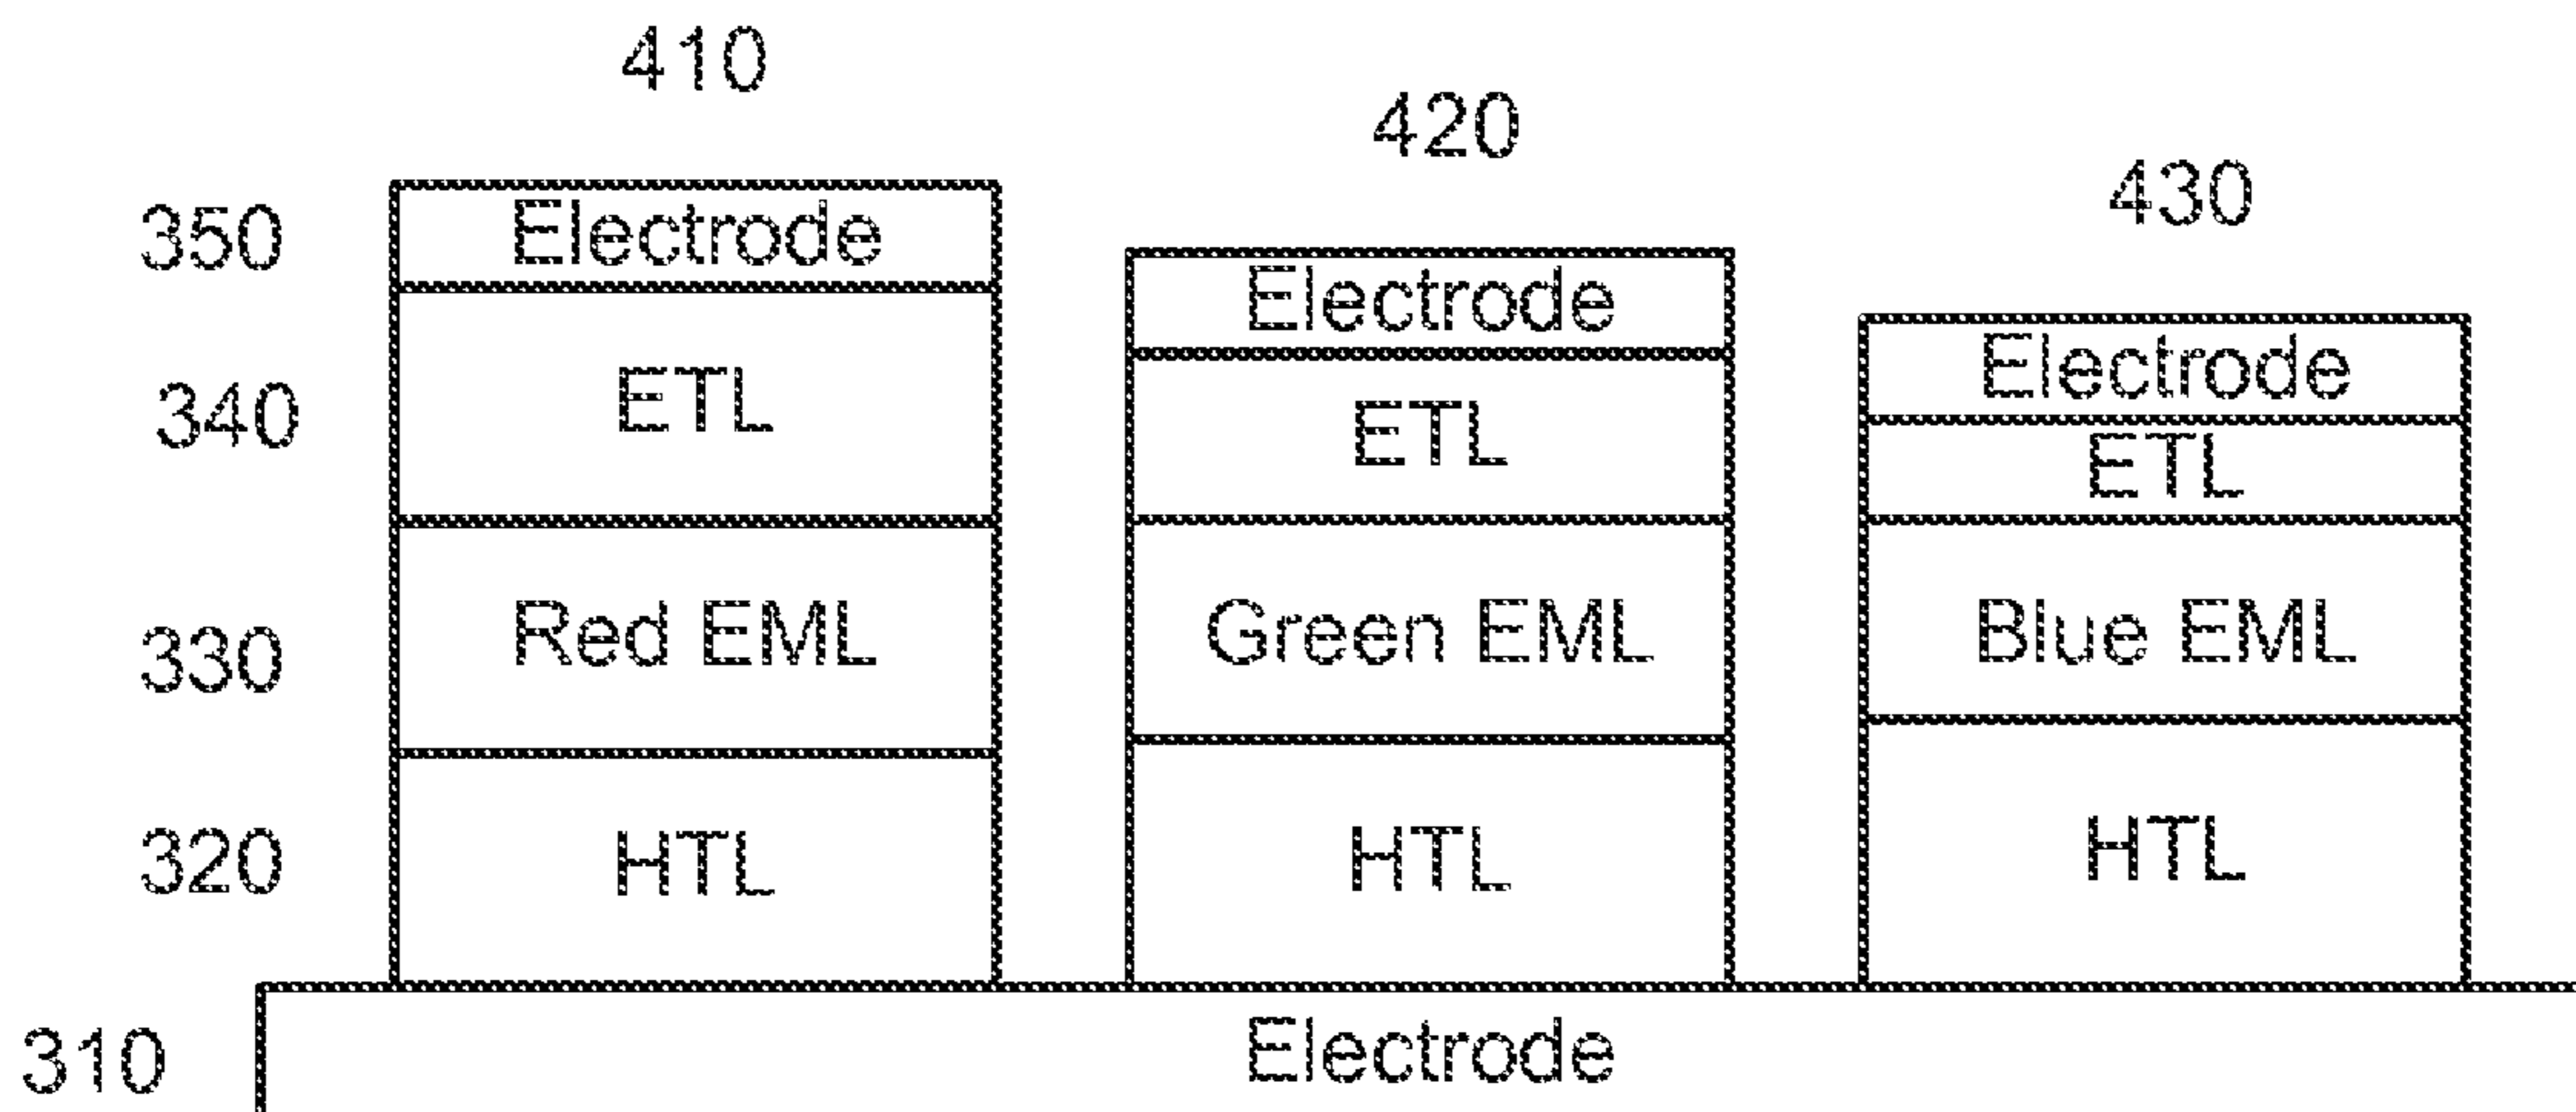 410
420
430
350 Electrode Electrode Electrode
340 ETL ETL ETL
330 Red EML Green EML Blue EML
320 HTL HTL HTL
310 Electrode